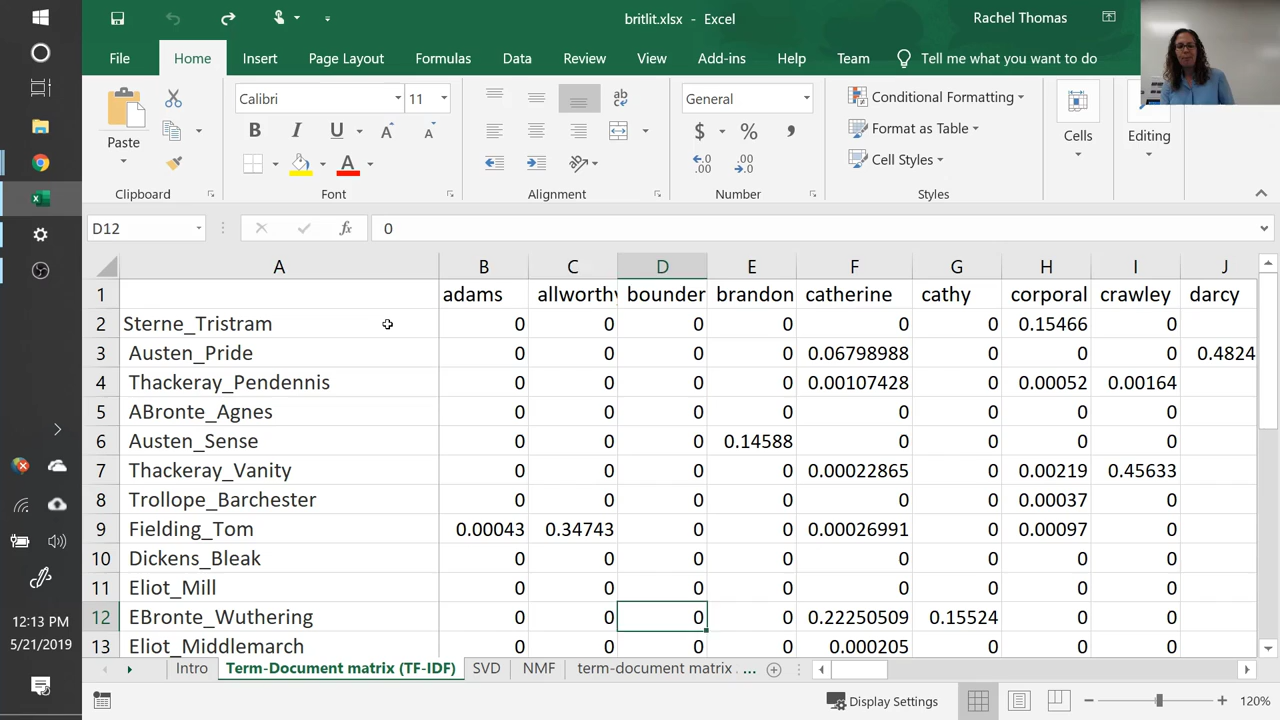 britlit.xlsx - Excel
Rachel Thomas
File Home Insert Page Layout Formulas Data Review View Add-ins Help Team Tell me what you want to do
Calibri 11 ab General Conditional Formatting
B I U A A $ % , Format as Table
Paste A Cells Editing
Cell Styles
Clipboard Font Alignment Number Styles
D12 fx 0
A B C D E F G H I J
1 adams allworthy bounder brandon catherine cathy corporal crawley darcy
2 Sterne_Tristram 0 0 0 0 0 0 0.15466 0
3 Austen_Pride 0 0 0 0 0.06798988 0 0 0 0.4824
4 Thackeray_Pendennis 0 0 0 0 0.00107428 0 0.00052 0.00164
5 ABronte_Agnes 0 0 0 0 0 0 0 0
6 Austen_Sense 0 0 0 0.14588 0 0 0 0
7 Thackeray_Vanity 0 0 0 0 0.00022865 0 0.00219 0.45633
8 Trollope_Barchester 0 0 0 0 0 0 0.00037 0
9 Fielding_Tom 0.00043 0.34743 0 0 0.00026991 0 0.00097 0
10 Dickens_Bleak 0 0 0 0 0 0 0 0
11 Eliot_Mill 0 0 0 0 0 0 0 0
12 EBronte_Wuthering 0 0 0 0 0.22250509 0.15524 0 0
13 Eliot_Middlemarch 0 0 0 0 0.000205 0 0 0
12:13 PM
5/21/2019
Intro Term-Document matrix (TF-IDF) SVD NMF term-document matrix ...
Display Settings 120%